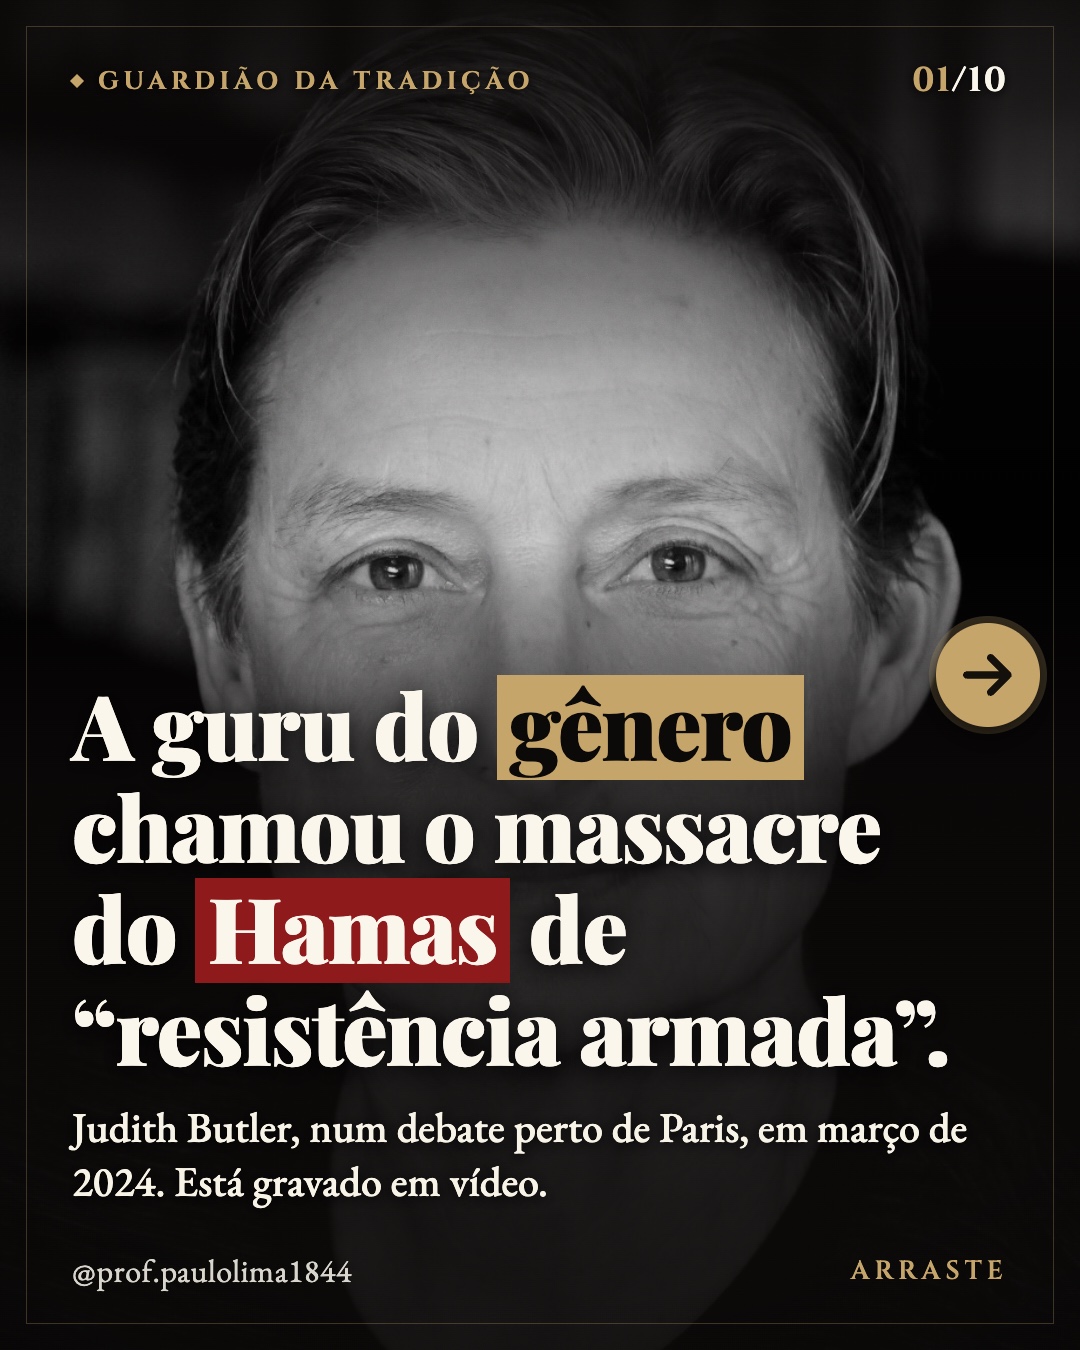 ◆ GUARDIÃO DA TRADIÇÃO
01/10
A guru do gênero
chamou o massacre
do Hamas de
“resistência armada”.
Judith Butler, num debate perto de Paris, em março de
2024. Está gravado em vídeo.
@prof.paulolima1844
ARRASTE